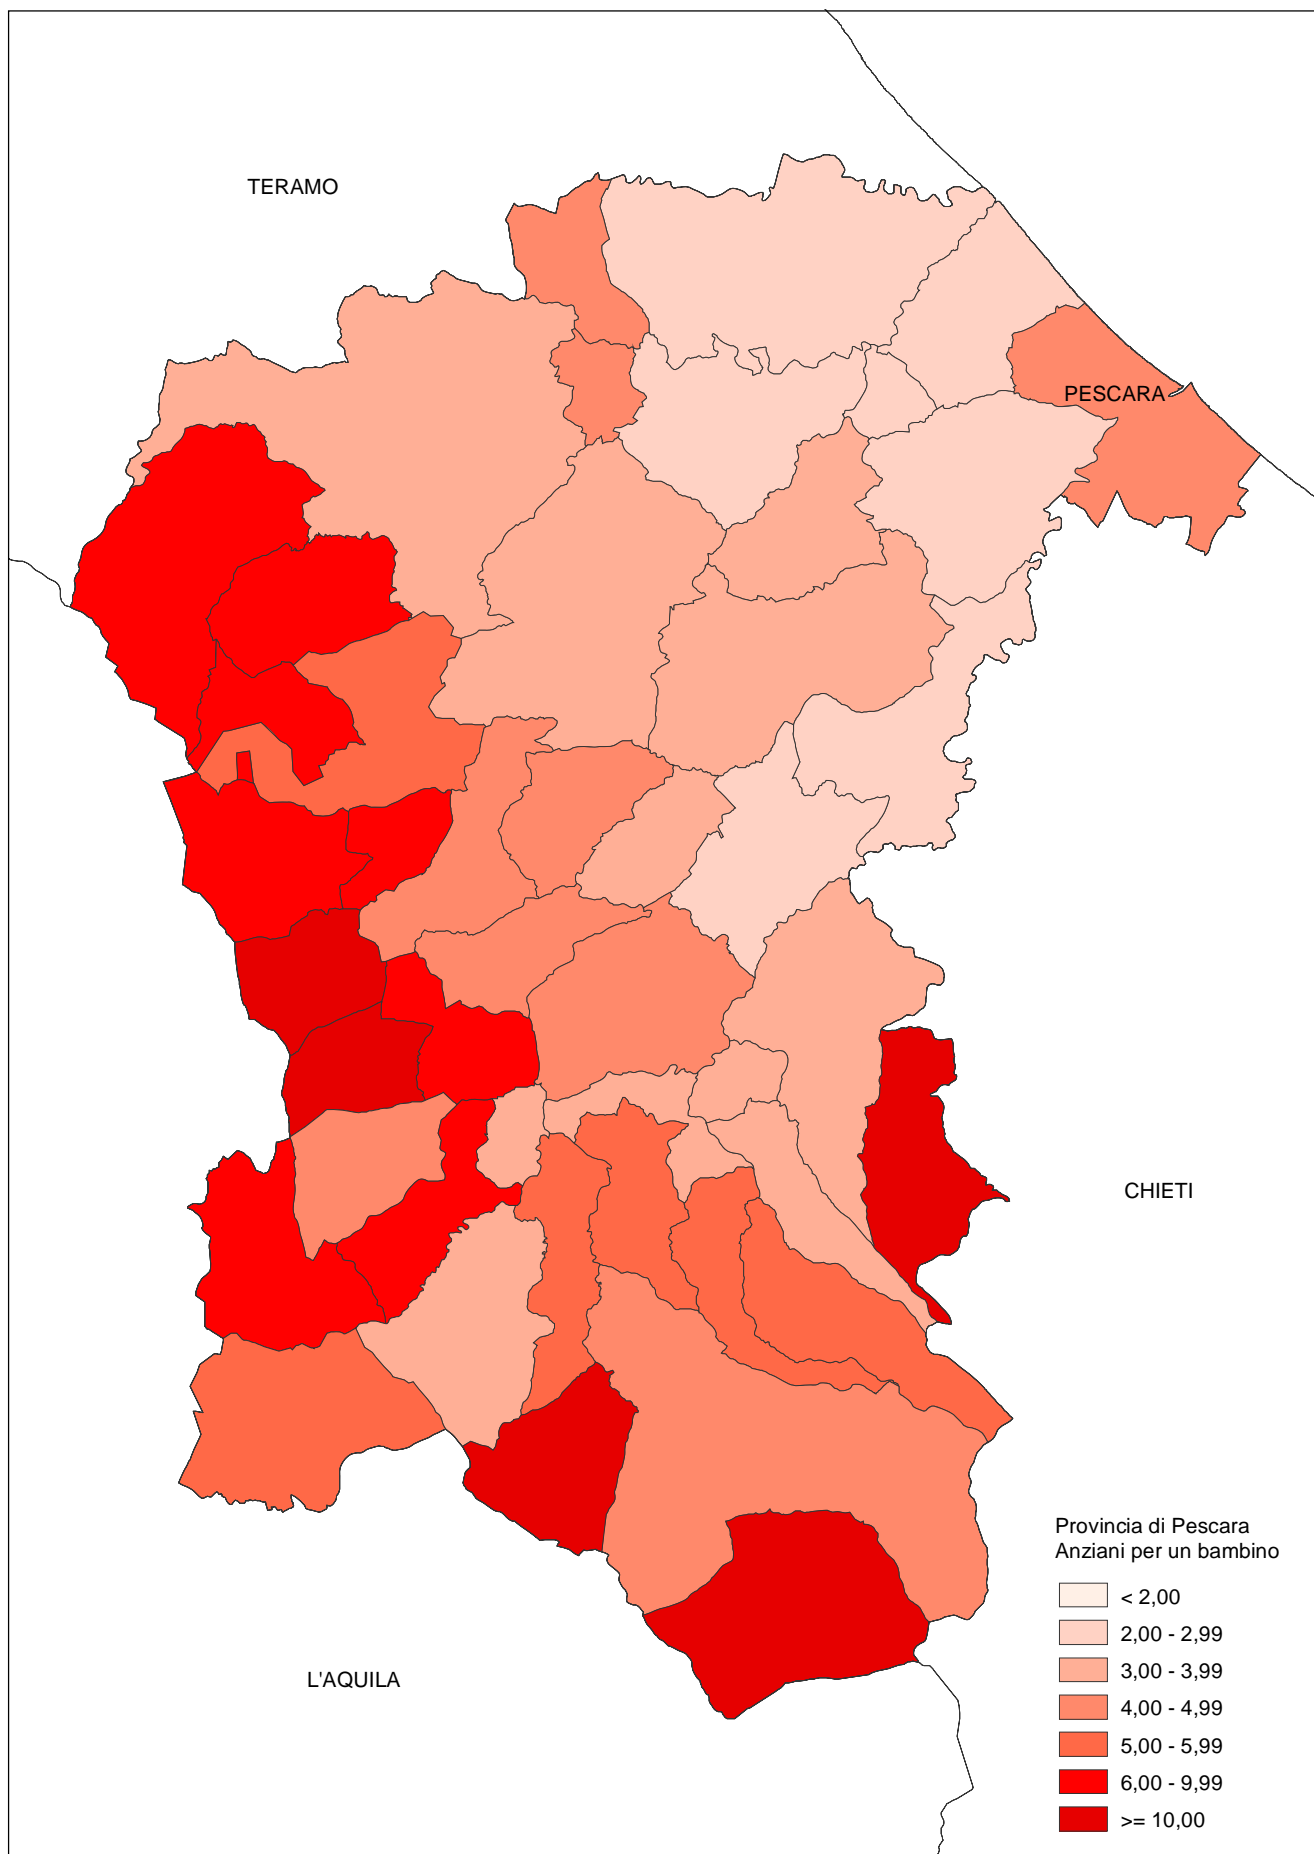 TERAMO
PESCARA
CHIETI
L'AQUILA
Provincia di Pescara
Anziani per un bambino
< 2,00
2,00 - 2,99
3,00 - 3,99
4,00 - 4,99
5,00 - 5,99
6,00 - 9,99
>= 10,00